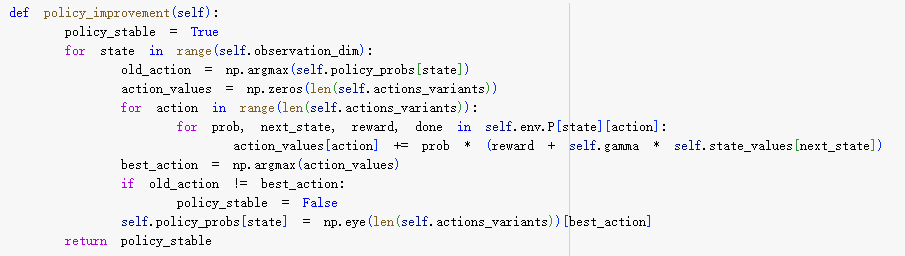 def policy_improvement(self):
    policy_stable = True
    for state in range(self.observation_dim):
        old_action = np.argmax(self.policy_probs[state])
        action_values = np.zeros(len(self.actions_variants))
        for action in range(len(self.actions_variants)):
            for prob, next_state, reward, done in self.env.P[state][action]:
                action_values[action] += prob * (reward + self.gamma * self.state_values[next_state])
        best_action = np.argmax(action_values)
        if old_action != best_action:
            policy_stable = False
        self.policy_probs[state] = np.eye(len(self.actions_variants))[best_action]
    return policy_stable